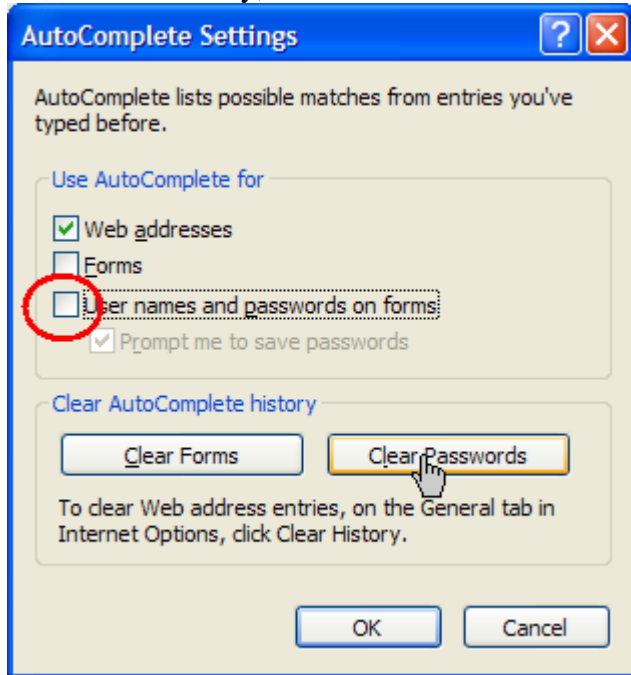 AutoComplete Settings
AutoComplete lists possible matches from entries you've
typed before.
Use AutoComplete for
Web addresses
Forms
User names and passwords on forms
Prompt me to save passwords
Clear AutoComplete history
Clear Forms
Clear Passwords
To clear Web address entries, on the General tab in
Internet Options, click Clear History.
OK
Cancel